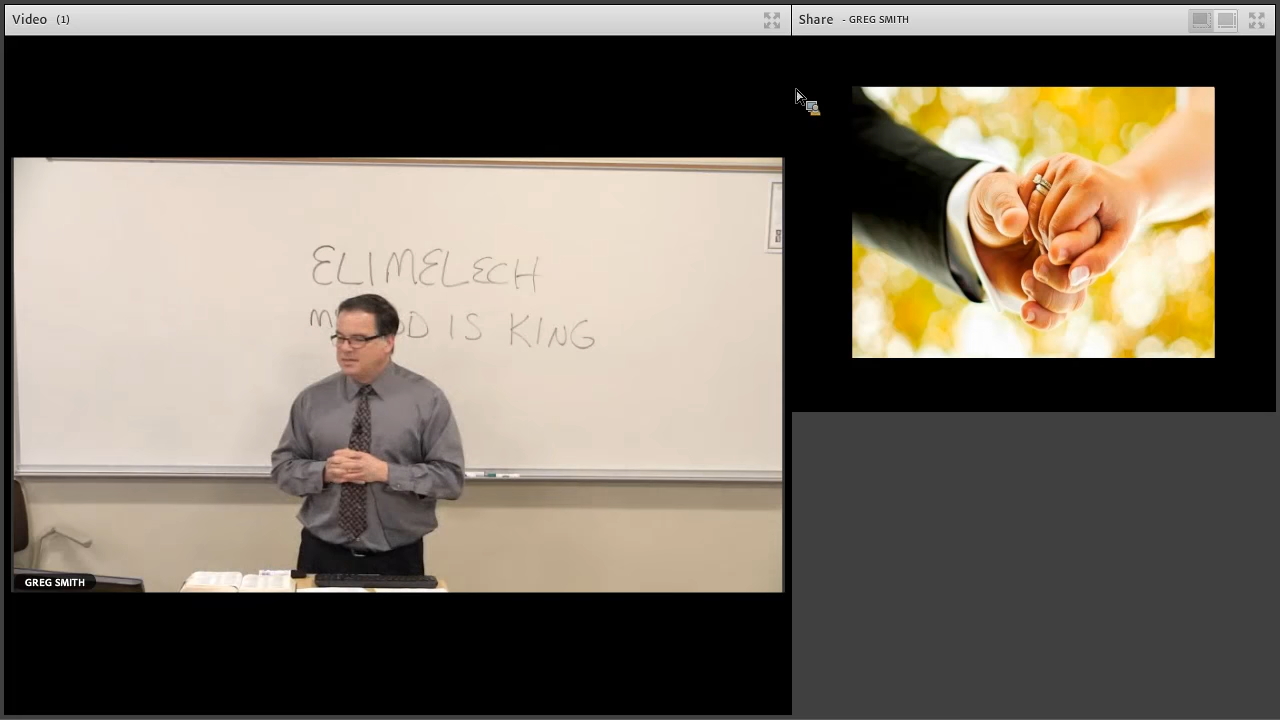 Video (1)
Share - GREG SMITH
ELIMELECH
IS KING
GREG SMITH